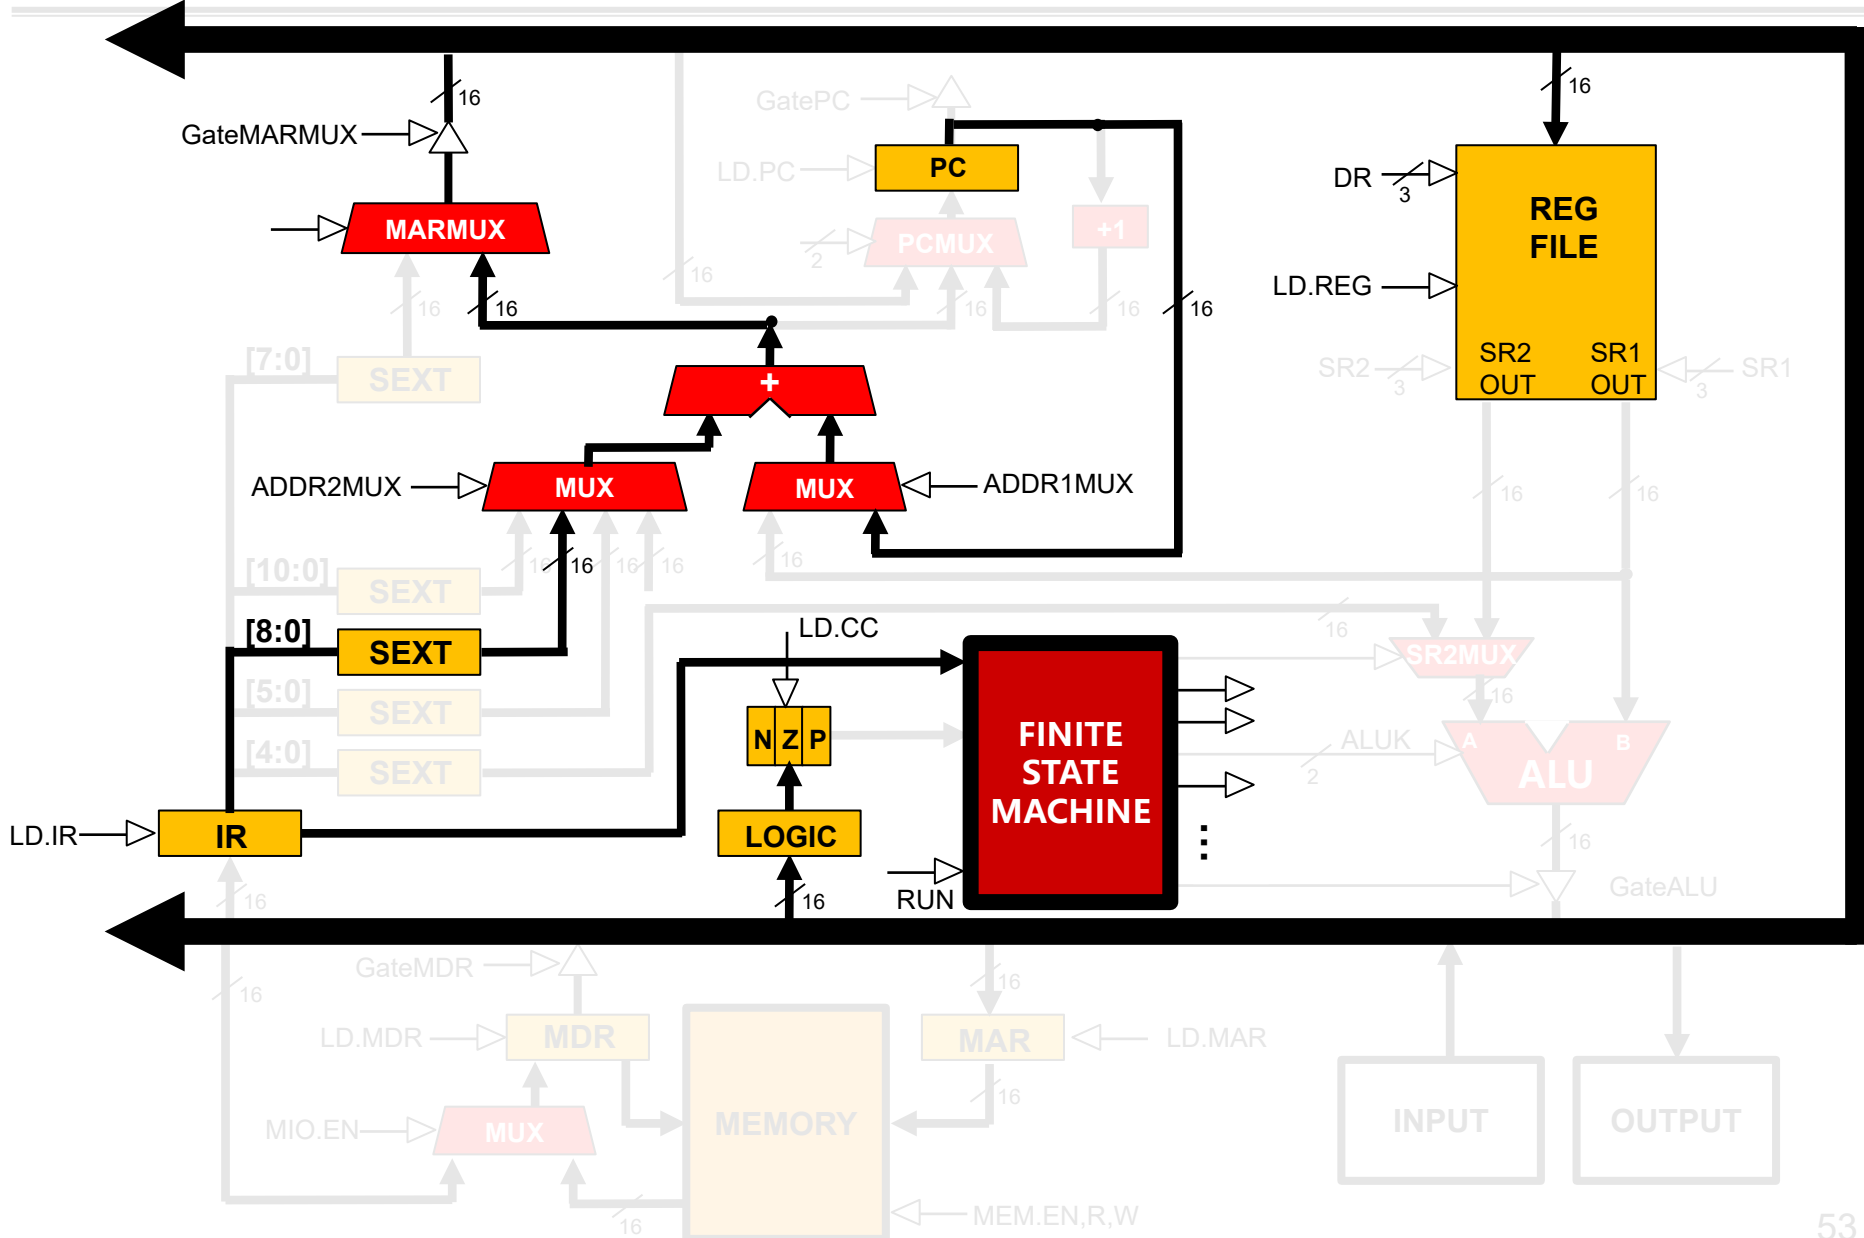 16
GatePC
16
GateMARMUX
LD.PC
PC
DR
3
REG
FILE
MARMUX
PCMUX
2
+1
16
16
16
16
16
16
LD.REG
[7:0]
SEXT
+
SR2
3
SR2
OUT
SR1
OUT
3
SR1
ADDR2MUX
MUX
MUX
ADDR1MUX
16
16
[10:0]
SEXT
16
16
16
16
16
[8:0]
SEXT
LD.CC
16
SR2MUX
[5:0]
SEXT
16
N Z P
FINITE
STATE
MACHINE
ALUK
2
A
B
ALU
[4:0]
SEXT
LD.IR
IR
LOGIC
⋮
16
16
16
RUN
GateALU
GateMDR
16
16
LD.MDR
MDR
MAR
LD.MAR
MIO.EN
MUX
MEMORY
16
INPUT
OUTPUT
16
MEM.EN,R,W
53